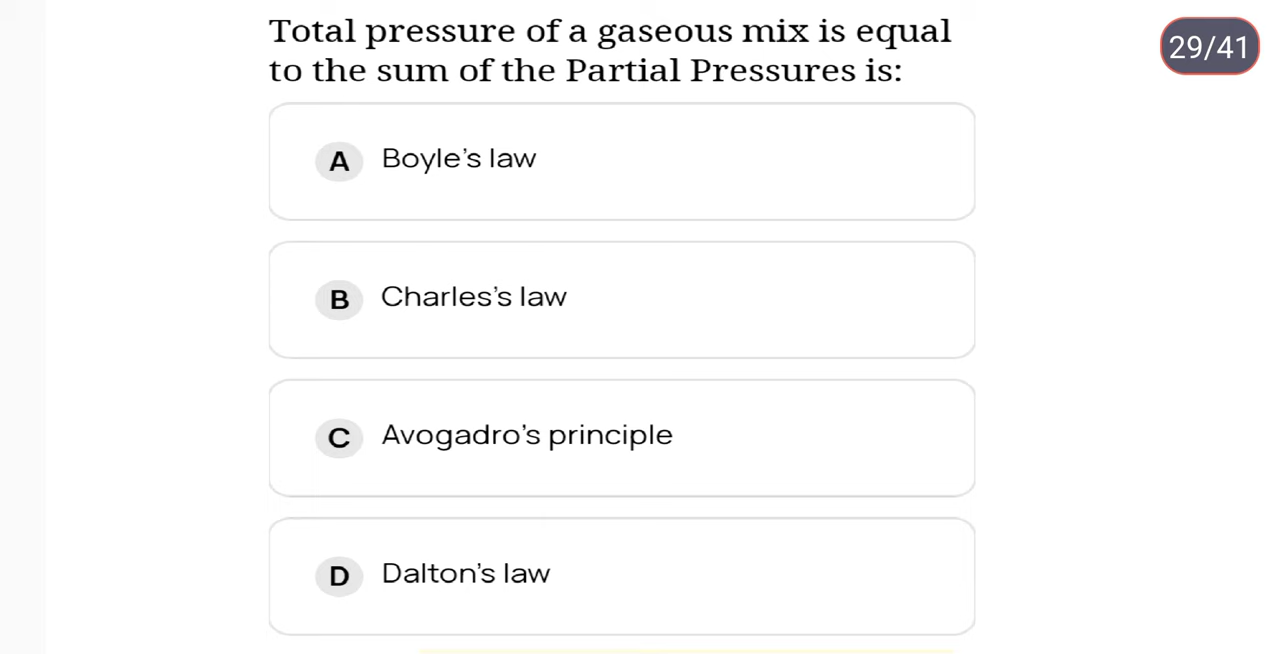 Total pressure of a gaseous mix is equal
29/41
to the sum of the Partial Pressures is:
A Boyle’s law
B Charles’s law
C Avogadro’s principle
D Dalton’s law